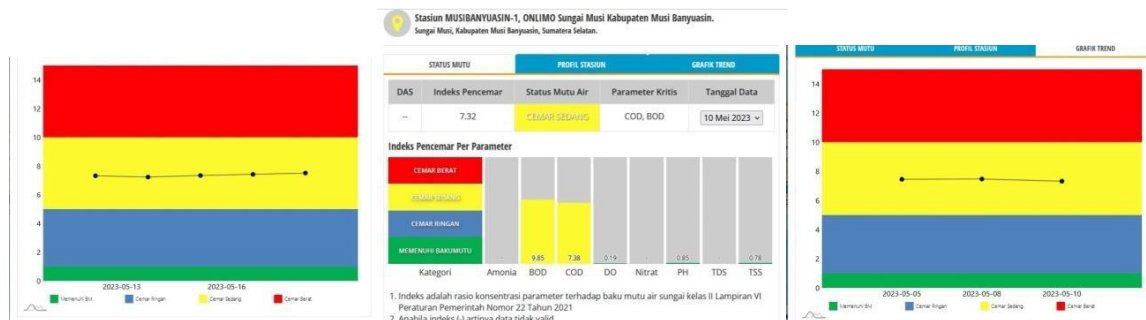 14
12
10
8
6
4
2
0
2023-05-13
2023-05-16
Memenuhi BM
Cemar Ringan
Cemar Sedang
Cemar Berat
Stasiun MUSIBANYUASIN-1, ONLIMO Sungai Musi Kabupaten Musi Banyuasin.
Sungai Musi, Kabupaten Musi Banyuasin, Sumatera Selatan.
STATUS MUTU PROFIL STASIUN GRAFIK TREND
DAS Indeks Pencemar Status Mutu Air Parameter Kritis Tanggal Data
-- 7.32 CEMAR SEDANG COD, BOD 10 Mei 2023
Indeks Pencemar Per Parameter
CEMAR BERAT
CEMAR SEDANG
CEMAR RINGAN
MEMENUHI BAKUMUTU - 9.85 7.38 0.19 - 0.85 - 0.78
Kategori Amonia BOD COD DO Nitrat PH TDS TSS
1. Indeks adalah rasio konsentrasi parameter terhadap baku mutu air sungai kelas II Lampiran VI
Peraturan Pemerintah Nomor 22 Tahun 2021
2. Apabila indeks (-) artinya data tidak valid
STATUS MUTU PROFIL STASIUN GRAFIK TREND
14
12
10
8
6
4
2
0
2023-05-05
2023-05-08
2023-05-10
Memenuhi BM
Cemar Ringan
Cemar Sedang
Cemar Berat